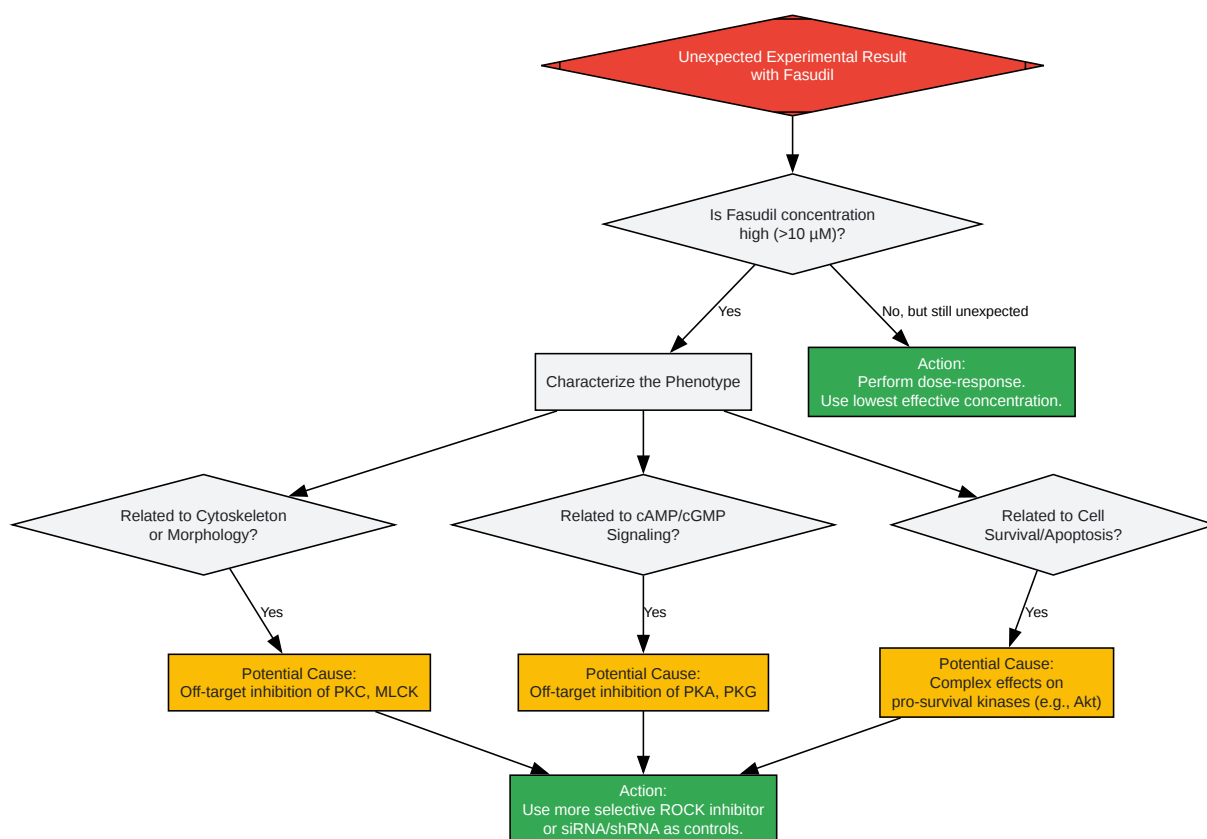 Unexpected Experimental Result
with Fasudil
Is Fasudil concentration
high (>10 µM)?
Yes
No, but still unexpected
Characterize the Phenotype
Action:
Perform dose-response.
Use lowest effective concentration.
Related to Cytoskeleton
or Morphology?
Related to cAMP/cGMP
Signaling?
Related to Cell
Survival/Apoptosis?
Yes
Yes
Yes
Potential Cause:
Off-target inhibition of PKC, MLCK
Potential Cause:
Off-target inhibition of PKA, PKG
Potential Cause:
Complex effects on
pro-survival kinases (e.g., Akt)
Action:
Use more selective ROCK inhibitor
or siRNA/shRNA as controls.